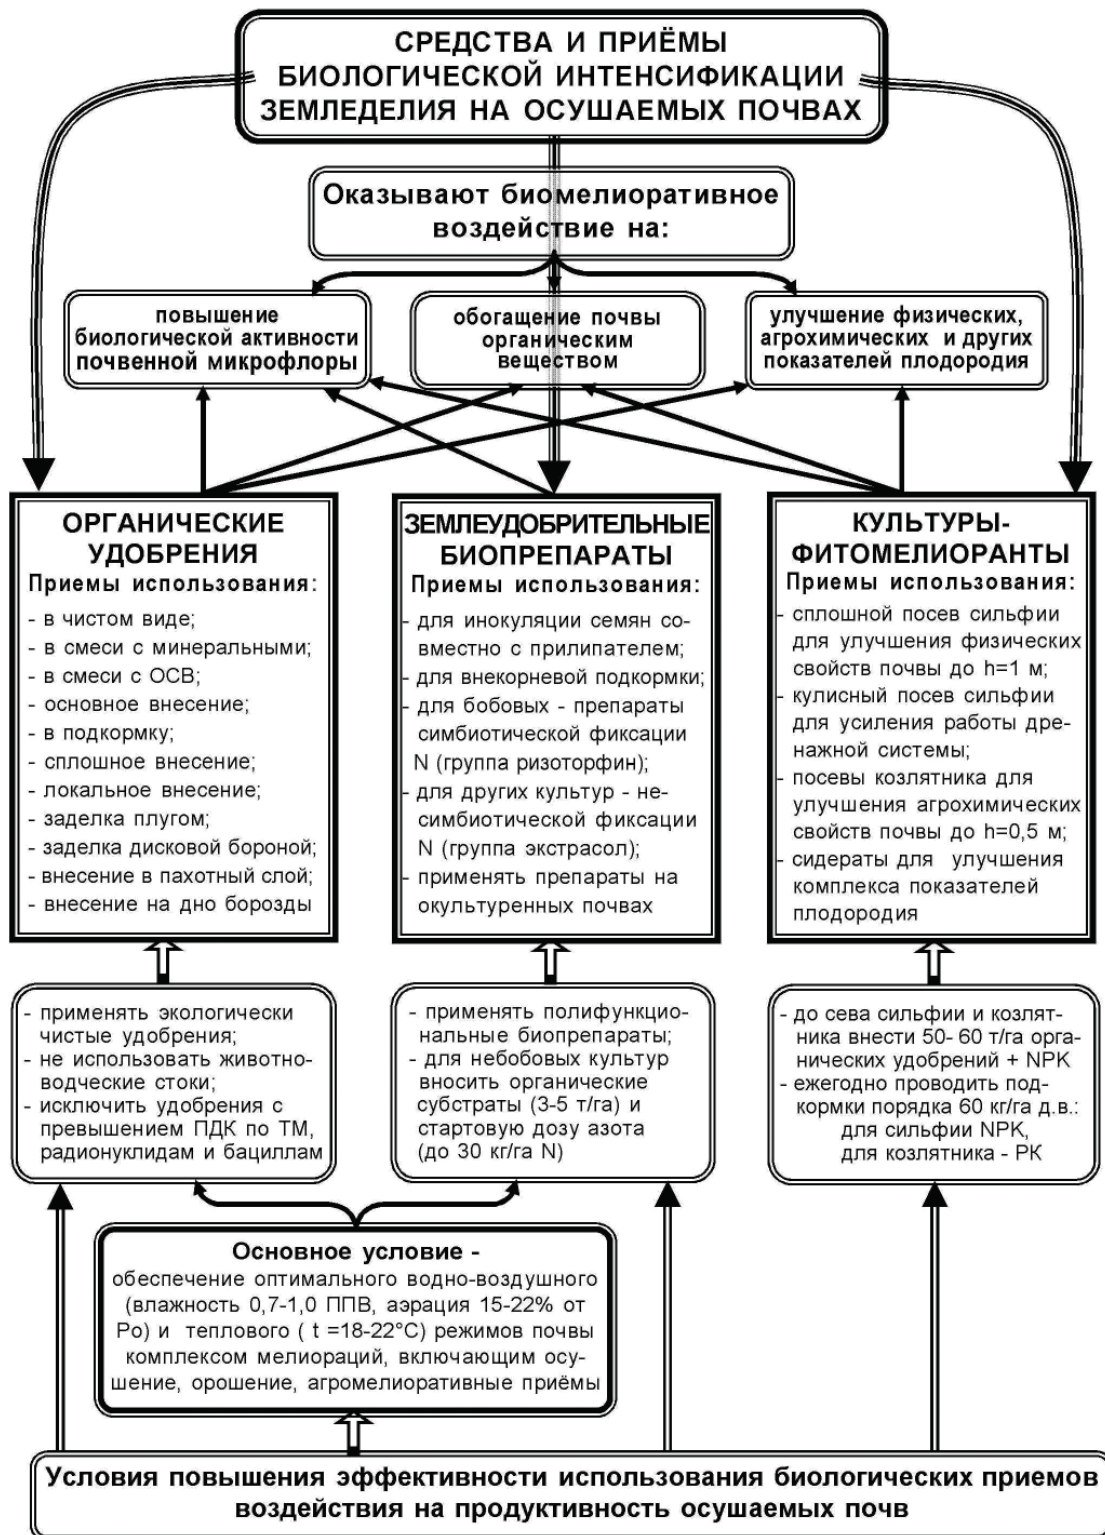 СРЕДСТВА И ПРИЁМЫ
БИОЛОГИЧЕСКОЙ ИНТЕНСИФИКАЦИИ
ЗЕМЛЕДЕЛИЯ НА ОСУШАЕМЫХ ПОЧВАХ
Оказывают биомелиоративное
воздействие на:
повышение
биологической активности
почвенной микрофлоры
обогащение почвы
органическим
веществом
улучшение физических,
агрохимических и других
показателей плодородия
ОРГАНИЧЕСКИЕ
УДОБРЕНИЯ
Приемы использования:
- в чистом виде;
- в смеси с минеральными;
- в смеси с ОСВ;
- основное внесение;
- в подкормку;
- сплошное внесение;
- локальное внесение;
- заделка плугом;
- заделка дисковой бороной;
- внесение в пахотный слой;
- внесение на дно борозды
ЗЕМЛЕУДОБРИТЕЛЬНЫЕ
БИОПРЕПАРАТЫ
Приемы использования:
- для инокуляции семян со-
вместно с прилипателем;
- для внекорневой подкормки;
- для бобовых - препараты
симбиотической фиксации
N (группа ризоторфин);
- для других культур - не-
симбиотической фиксации
N (группа экстрасол);
- применять препараты на
окультуренных почвах
КУЛЬТУРЫ-
ФИТОМЕЛИОРАНТЫ
Приемы использования:
- сплошной посев сильфии
для улучшения физических
свойств почвы до h=1 м;
- кулисный посев сильфии
для усиления работы дре-
нажной системы;
- посевы козлятника для
улучшения агрохимических
свойств почвы до h=0,5 м;
- сидераты для улучшения
комплекса показателей
плодородия
- применять экологически
чистые удобрения;
- не использовать животно-
водческие стоки;
- исключить удобрения с
превышением ПДК по ТМ,
радионуклидам и бациллам
- применять полифункцио-
нальные биопрепараты;
- для небобовых культур
вносить органические
субстраты (3-5 т/га) и
стартовую дозу азота
(до 30 кг/га N)
- до сева сильфии и козлят-
ника внести 50- 60 т/га орга-
нических удобрений + NPK
- ежегодно проводить под-
кормки порядка 60 кг/га д.в.:
для сильфии NPK,
для козлятника - РК
Основное условие -
обеспечение оптимального водно-воздушного
(влажность 0,7-1,0 ППВ, аэрация 15-22% от
Ро) и теплового ( t =18-22°С) режимов почвы
комплексом мелиораций, включающим осу-
шение, орошение, агромелиоративные приёмы
Условия повышения эффективности использования биологических приемов
воздействия на продуктивность осушаемых почв